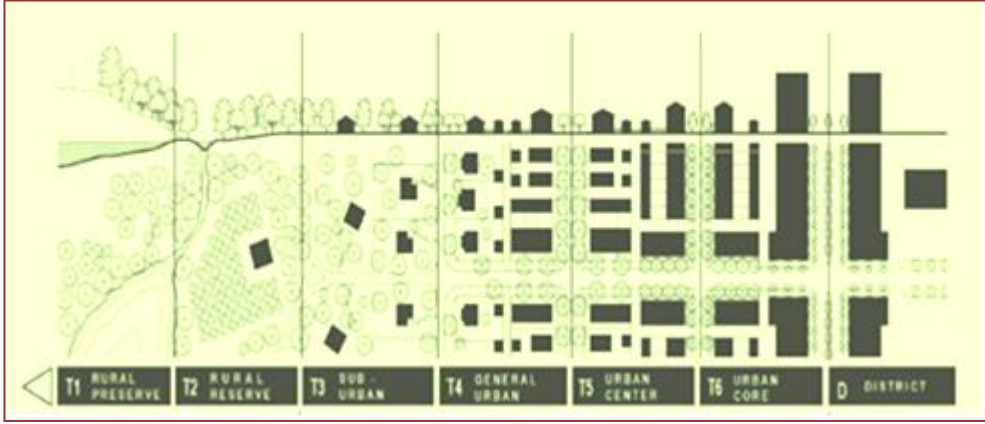 T1 RURAL
PRESERVE
T2 RURAL
RESERVE
T3 SUB-
URBAN
T4 GENERAL
URBAN
T5 URBAN
CENTER
T6 URBAN
CORE
D DISTRICT